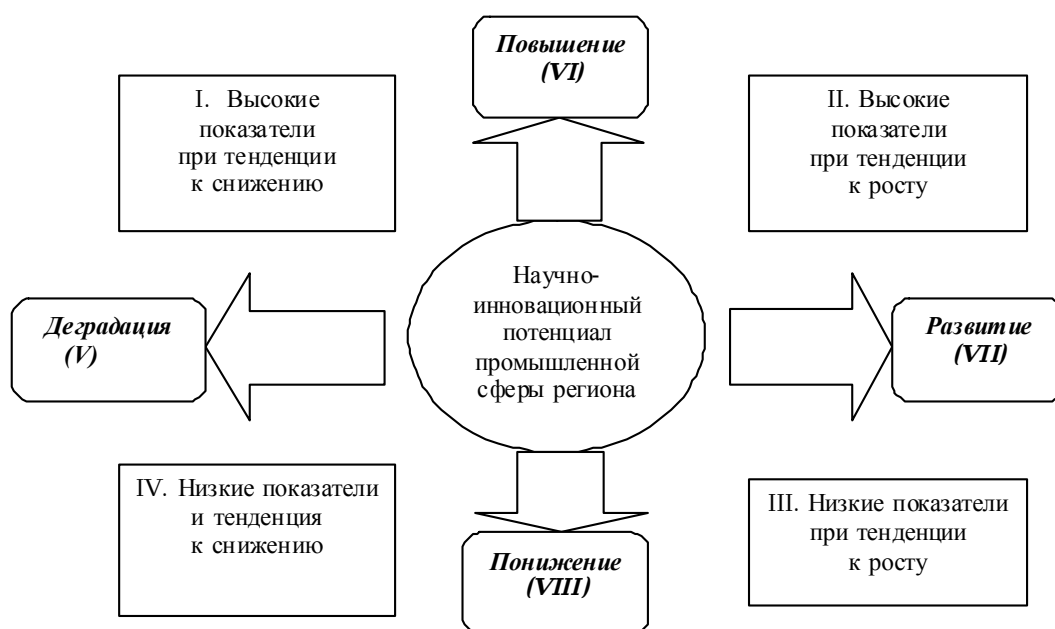 Повышение
(VI)
I. Высокие
показатели
при тенденции
к снижению
II. Высокие
показатели
при тенденции
к росту
Научно-
инновационный
потенциал
промышленной
сферы региона
Деградация
(V)
Развитие
(VII)
IV. Низкие показатели
и тенденция
к снижению
III. Низкие показатели
при тенденции
к росту
Понижение
(VIII)